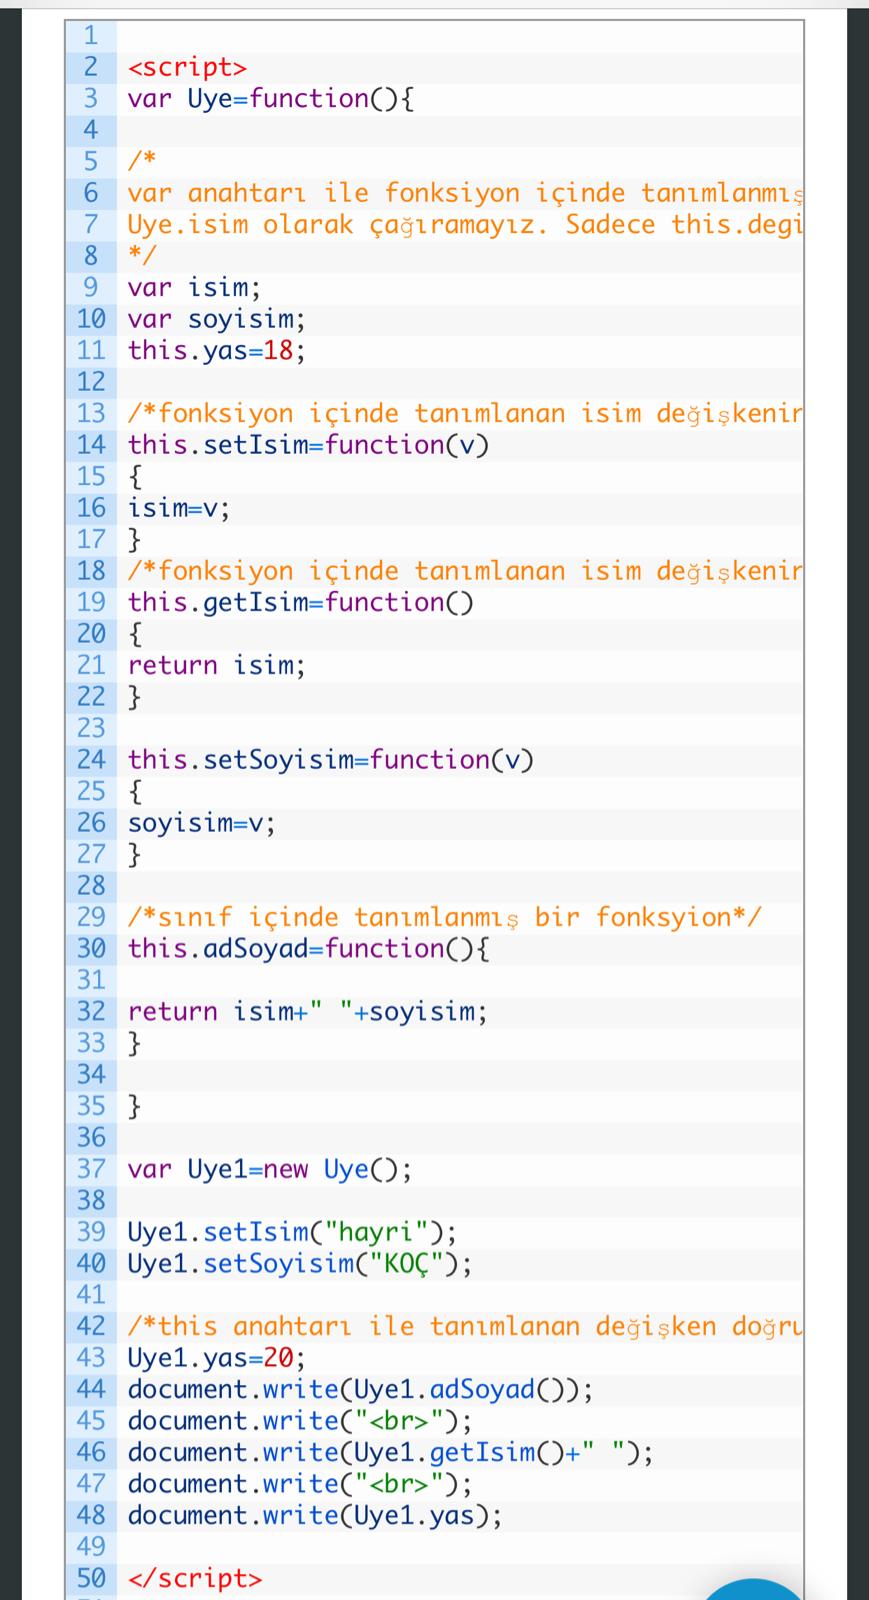 1
2 <script>
3 var Uye=function(){
4
5 /*
6 var anahtarı ile fonksiyon içinde tanımlanmış
7 Uye.isim olarak çağıramayız. Sadece this.degi
8 */
9 var isim;
10 var soyisim;
11 this.yas=18;
12
13 /*fonksiyon içinde tanımlanan isim
14 this.setIsim=function(v)
15 {
16 isim=v;
17 }
18 /*fonksiyon içinde tanımlanan isim
19 this.getIsim=function()
20 {
21 return isim;
22 }
23
24 this.setSoyisim=function(v)
25 {
26 soyisim=v;
27 }
28
29 /*sınıf içinde tanımlanmış bir fonksyion*/
30 this.adSoyad=function(){
31
32 return isim+" "+soyisim;
33 }
34
35 }
36
37 var Uye1=new Uye();
38
39 Uye1.setIsim("hayri");
40 Uye1.setSoyisim("KOÇ");
41
42 /*this anahtarı ile tanımlanan değişken doğru
43 Uye1.yas=20;
44 document.write(Uye1.adSoyad());
45 document.write("<br>");
46 document.write(Uye1.getIsim()+" ");
47 document.write("<br>");
48 document.write(Uye1.yas);
49
50 </script>